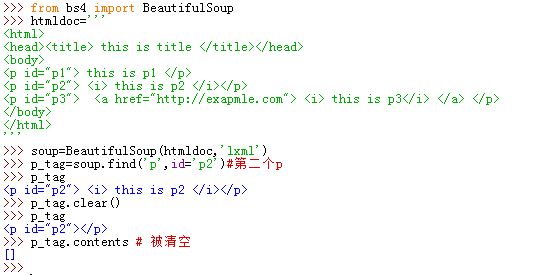 >>> from bs4 import BeautifulSoup
>>> htmldoc='''
<html>
<head><title> this is title </title></head>
<body>
<p id="p1"> this is p1 </p>
<p id="p2"> <i> this is p2 </i></p>
<p id="p3">  <a href="http://exapmle.com"> <i> this is p3</i> </a> </p>
</body>
</html>
'''
>>> soup=BeautifulSoup(htmldoc,'lxml')
>>> p_tag=soup.find('p',id='p2')#第二个p
>>> p_tag
<p id="p2"> <i> this is p2 </i></p>
>>> p_tag.clear()
>>> p_tag
<p id="p2"></p>
>>> p_tag.contents # 被清空
[]
>>>